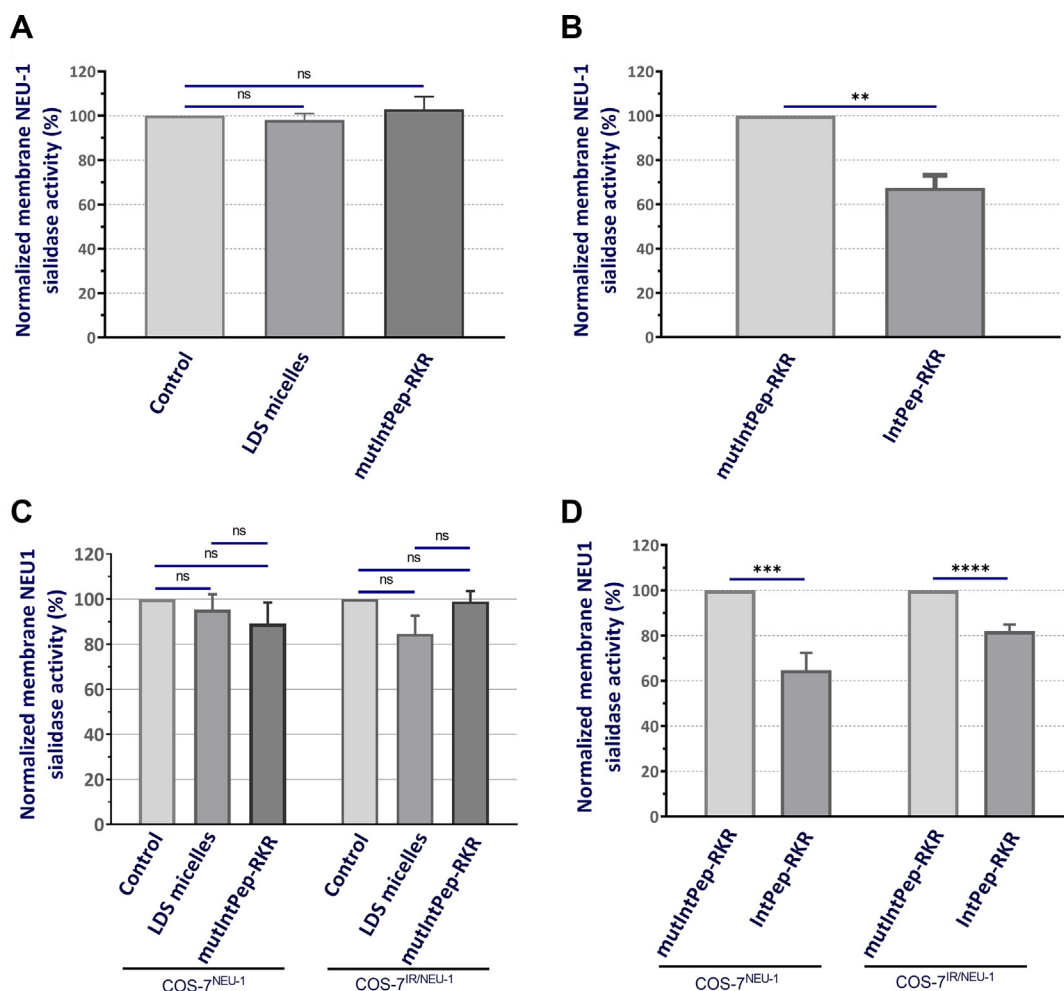 A
Normalized membrane NEU-1
sialidase activity (%)
120
100
80
60
40
20
0
ns
ns
Control
LDS micelles
mutIntPep-RKR
B
Normalized membrane NEU-1
sialidase activity (%)
120
100
80
60
40
20
0
**
mutIntPep-RKR
IntPep-RKR
C
Normalized membrane NEU1
sialidase activity (%)
120
100
80
60
40
20
0
ns
ns
ns
ns
ns
ns
Control
LDS micelles
mutIntPep-RKR
Control
LDS micelles
mutIntPep-RKR
COS-7NEU-1
COS-7IR/NEU-1
D
Normalized membrane NEU1
sialidase activity (%)
120
100
80
60
40
20
0
***
****
mutIntPep-RKR
IntPep-RKR
mutIntPep-RKR
IntPep-RKR
COS-7NEU-1
COS-7IR/NEU-1